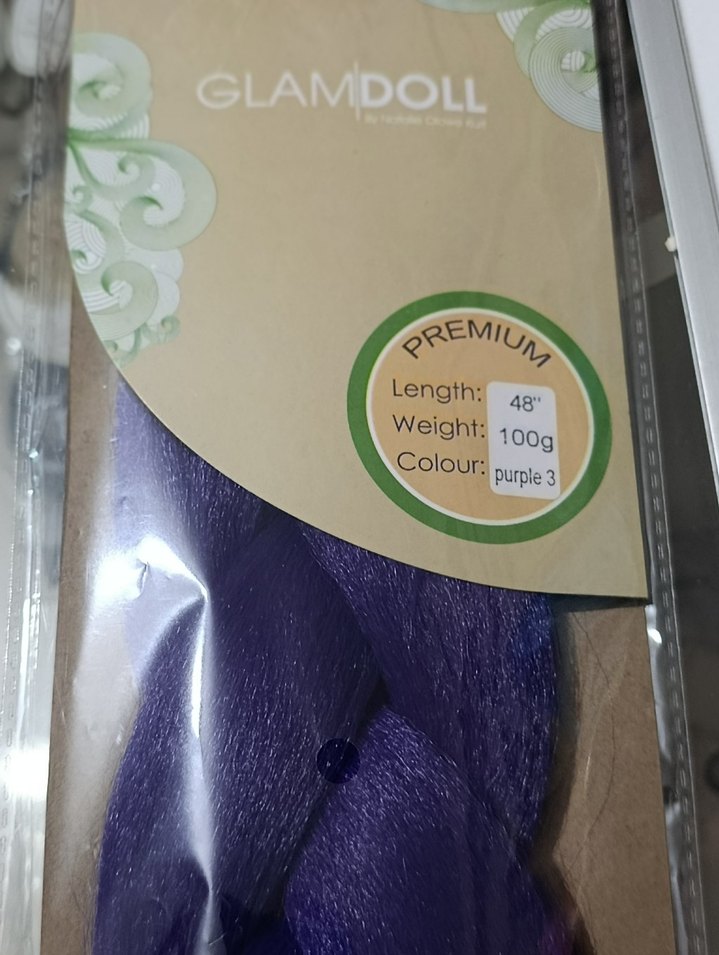 GLAMDOLL
PREMIUM
Length: 48"
Weight: 100g
Colour: purple 3